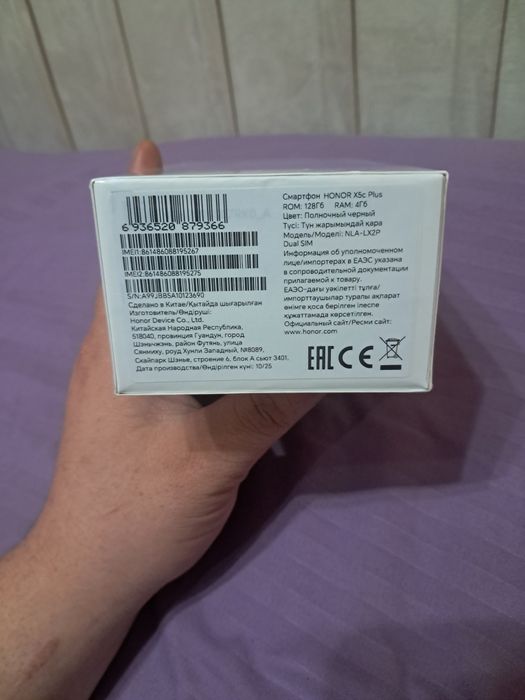 6 936520 879366
IMEI1:861486088195267
IMEI2:861486088195275
S/N:A99JBB5A10123690
Сделано в Китае/Қытайда шығарылған
Изготовитель/Өндіруші:
Honor Device Co., Ltd.
Китайская Народная Республика,
518040, провинция Гуандун, город
Шэньчжэнь, район Футянь, улица
Сянмиху, роуд Хунли Западный, №8089,
Скайпарк Шэнье, строение 6, блок А сьют 3401.
Дата производства/Өндірілген күні: 10/25
Смартфон HONOR X5c Plus
ROM: 128Гб RAM: 4Гб
Цвет: Полночный черный
Түсі: Түн жарымындай қара
Модель/Моделі: NLA-LX2P
Dual SIM
Информация об уполномоченном
лице/импортерах в ЕАЭС указана
в сопроводительной документации
прилагаемой к товару.
ЕАЭО-дағы уәкілетті тұлға/
импорттаушылар туралы ақпарат
өнімге қоса берілген ілеспе
құжаттамада көрсетілген.
Официальный сайт/Ресми сайт:
www.honor.com
EAC CE